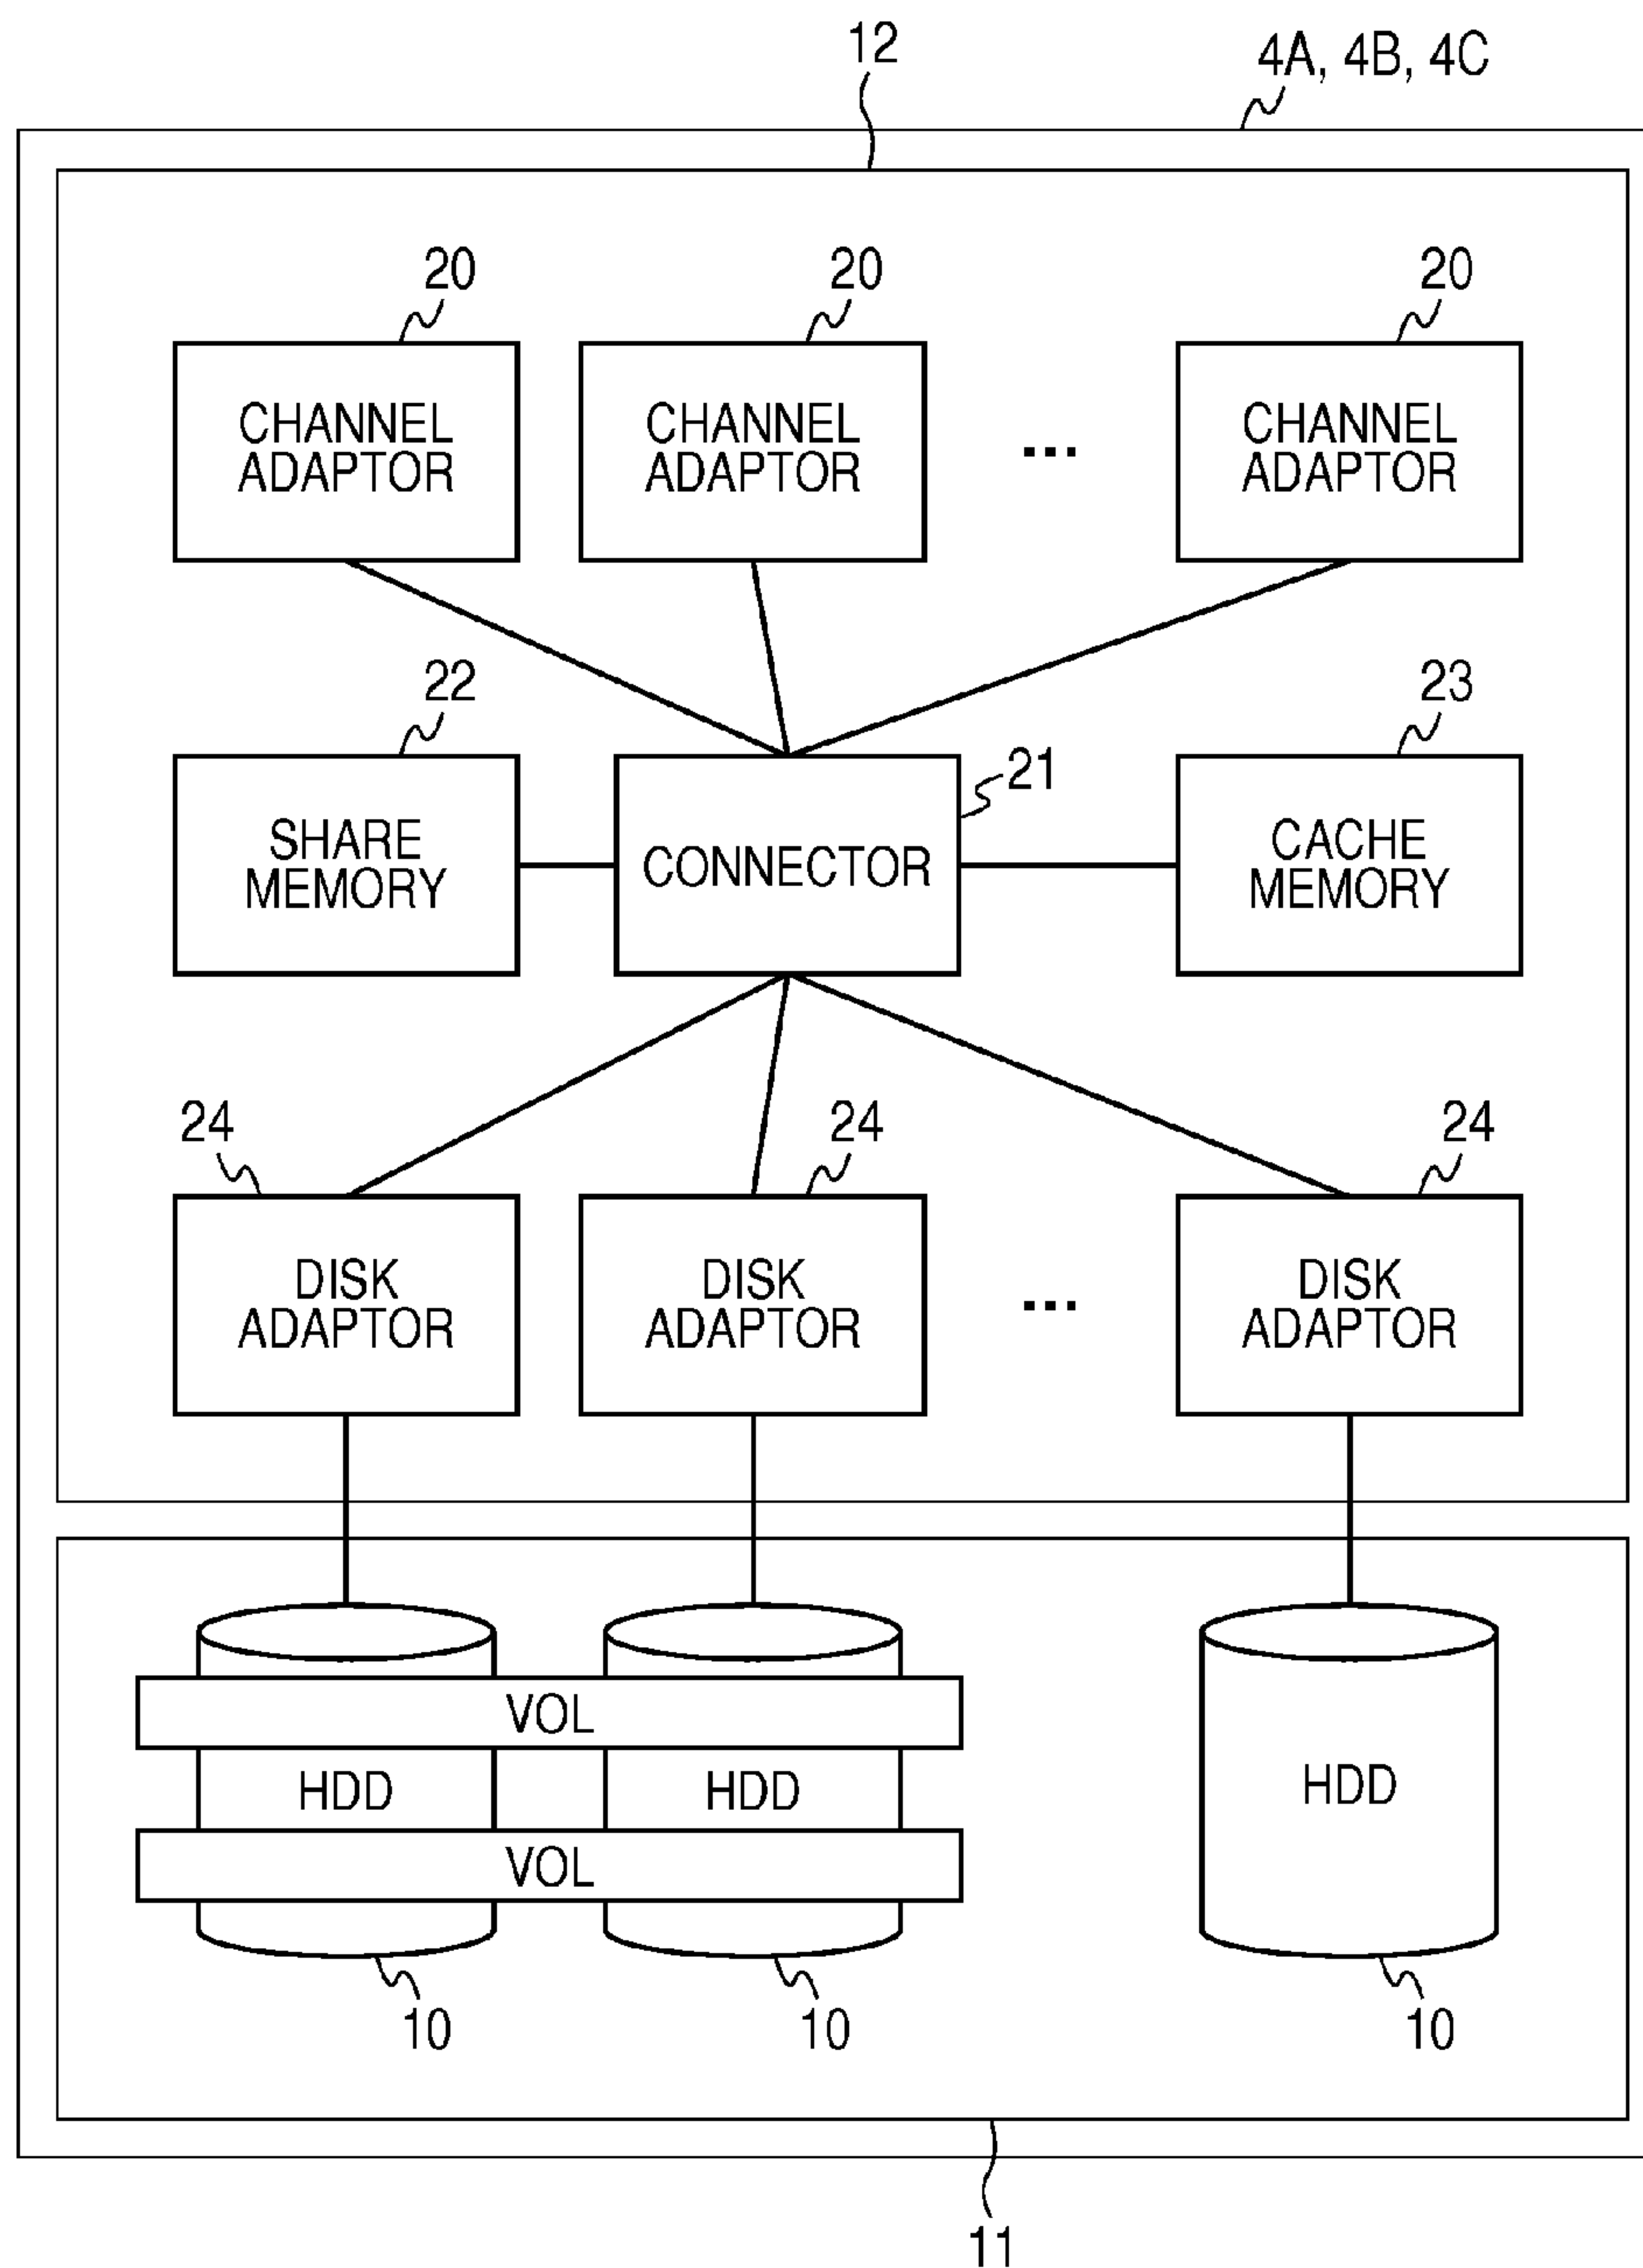 12
4A, 4B, 4C
20
20
20
CHANNEL
ADAPTOR
CHANNEL
ADAPTOR
...
CHANNEL
ADAPTOR
22
21
23
SHARE
MEMORY
CONNECTOR
CACHE
MEMORY
24
24
24
DISK
ADAPTOR
DISK
ADAPTOR
...
DISK
ADAPTOR
VOL
HDD
HDD
HDD
VOL
10
10
10
11